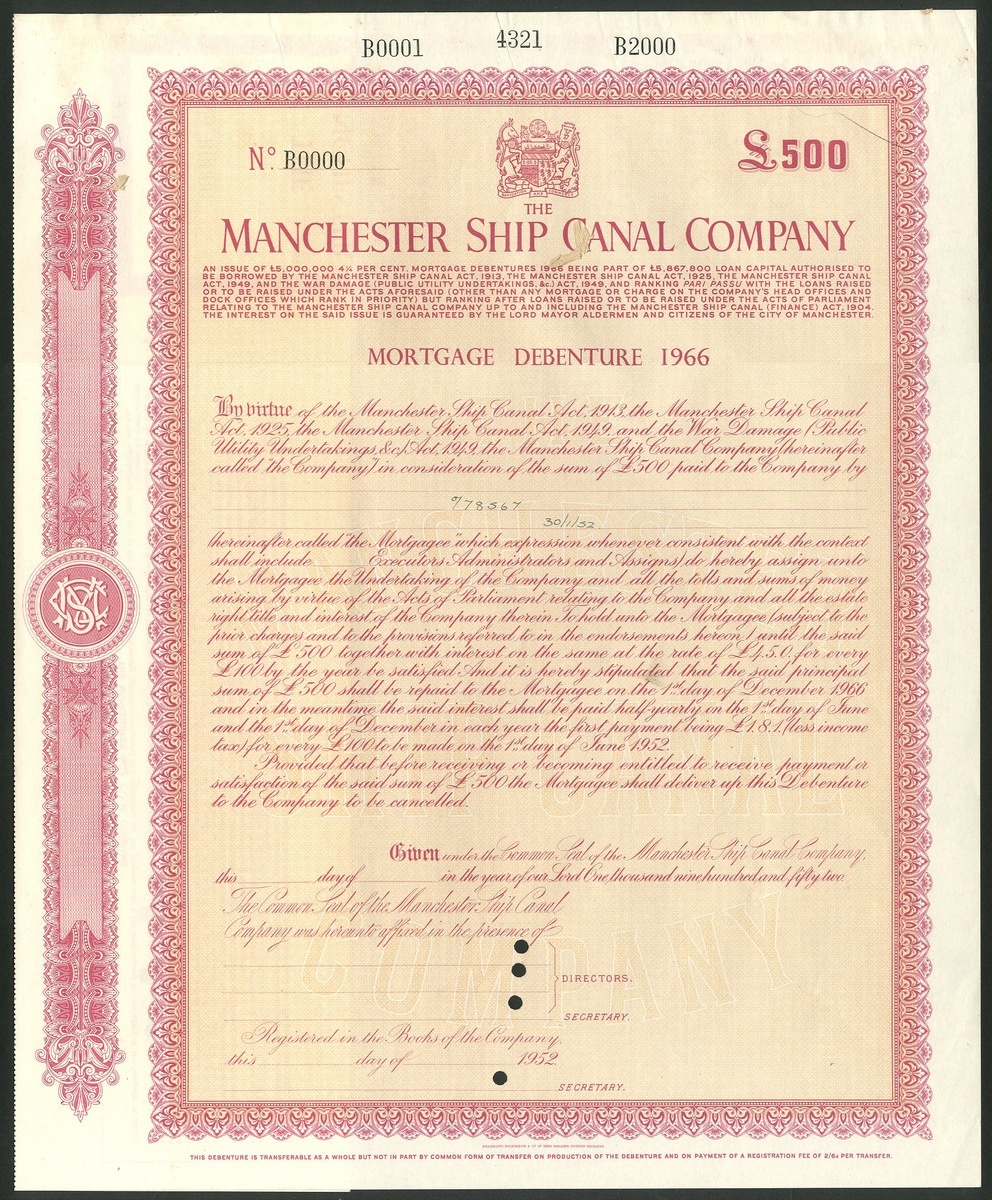 B0001 4321 B2000
No. B0000 £500
THE
MANCHESTER SHIP CANAL COMPANY
AN ISSUE OF £5,000,000 4¼ PER CENT. MORTGAGE DEBENTURES 1966 BEING PART OF £5,867,800 LOAN CAPITAL AUTHORISED TO
BE BORROWED BY THE MANCHESTER SHIP CANAL ACT, 1913, THE MANCHESTER SHIP CANAL ACT, 1925, THE MANCHESTER SHIP CANAL
ACT, 1949, AND THE WAR DAMAGE (PUBLIC UTILITY UNDERTAKINGS, &c.) ACT, 1949, AND RANKING PARI PASSU WITH THE LOANS RAISED
OR TO BE RAISED UNDER THE ACTS AFORESAID (OTHER THAN ANY MORTGAGE OR CHARGE ON THE COMPANY'S HEAD OFFICES AND
DOCK OFFICES WHICH RANK IN PRIORITY) BUT RANKING AFTER LOANS RAISED OR TO BE RAISED UNDER THE ACTS OF PARLIAMENT
RELATING TO THE MANCHESTER SHIP CANAL COMPANY UP TO AND INCLUDING THE MANCHESTER SHIP CANAL (FINANCE) ACT, 1904.
THE INTEREST ON THE SAID ISSUE IS GUARANTEED BY THE LORD MAYOR ALDERMEN AND CITIZENS OF THE CITY OF MANCHESTER.
MORTGAGE DEBENTURE 1966
By virtue of the Manchester Ship Canal Act, 1913, the Manchester Ship Canal
Act, 1925, the Manchester Ship Canal Act, 1949, and the War Damage (Public
Utility Undertakings, &c) Act, 1949, the Manchester Ship Canal Company (hereinafter
called "the Company") in consideration of the sum of £500 paid to the Company by
o/78567
30/1/52
(hereinafter called "the Mortgagee" which expression whenever consistent with the context
shall include Executors Administrators and Assigns) do hereby assign unto
the Mortgagee the Undertaking of the Company and all the tolls and sums of money
arising by virtue of the Acts of Parliament relating to the Company and all the estate
right title and interest of the Company therein To hold unto the Mortgagee (subject to the
prior charges and to the provisions referred to in the endorsements hereon) until the said
sum of £500 together with interest on the same at the rate of £4.5.0. for every
£100 by the year be satisfied And it is hereby stipulated that the said principal
sum of £500 shall be repaid to the Mortgagee on the 1st day of December 1966
and in the meantime the said interest shall be paid half-yearly on the 1st day of June
and the 1st day of December in each year the first payment being £1.8.1. (less income
tax) for every £100 to be made on the 1st day of June 1952.
Provided that before receiving or becoming entitled to receive payment or
satisfaction of the said sum of £500 the Mortgagee shall deliver up this Debenture
to the Company to be cancelled.
Given under the Common Seal of the Manchester Ship Canal Company,
this day of in the year of our Lord One thousand nine hundred and fifty two.
The Common Seal of the Manchester Ship Canal
Company was hereunto affixed in the presence of
DIRECTORS.
SECRETARY.
Registered in the Books of the Company,
this day of 1952.
SECRETARY.
THIS DEBENTURE IS TRANSFERABLE AS A WHOLE BUT NOT IN PART BY COMMON FORM OF TRANSFER ON PRODUCTION OF THE DEBENTURE AND ON PAYMENT OF A REGISTRATION FEE OF 2/6d PER TRANSFER.